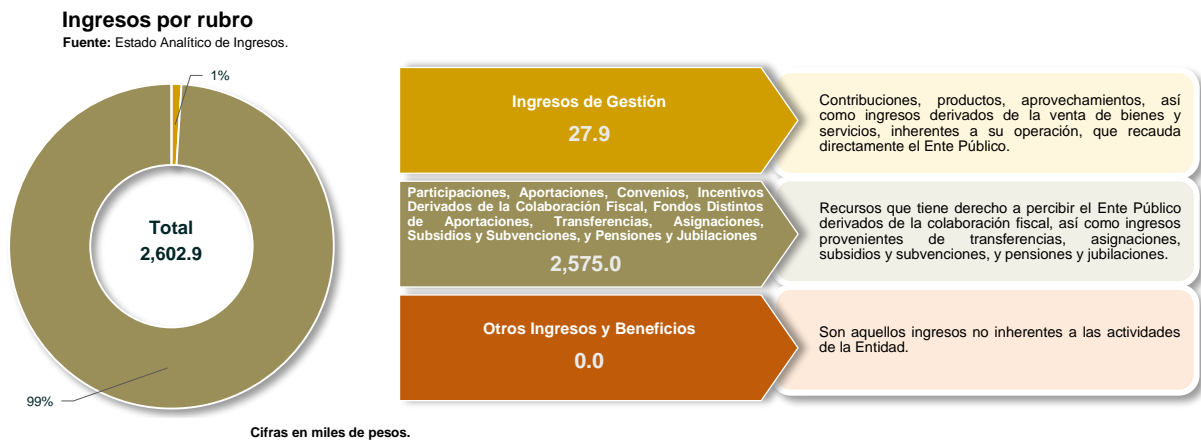 Ingresos por rubro
Fuente: Estado Analítico de Ingresos.
1%
Total
2,602.9
99%
Ingresos de Gestión
27.9
Contribuciones, productos, aprovechamientos, así
como ingresos derivados de la venta de bienes y
servicios, inherentes a su operación, que recauda
directamente el Ente Público.
Participaciones, Aportaciones, Convenios, Incentivos
Derivados de la Colaboración Fiscal, Fondos Distintos
de Aportaciones, Transferencias, Asignaciones,
Subsidios y Subvenciones, y Pensiones y Jubilaciones
2,575.0
Recursos que tiene derecho a percibir el Ente Público
derivados de la colaboración fiscal, así como ingresos
provenientes de transferencias, asignaciones,
subsidios y subvenciones, y pensiones y jubilaciones.
Otros Ingresos y Beneficios
0.0
Son aquellos ingresos no inherentes a las actividades
de la Entidad.
Cifras en miles de pesos.